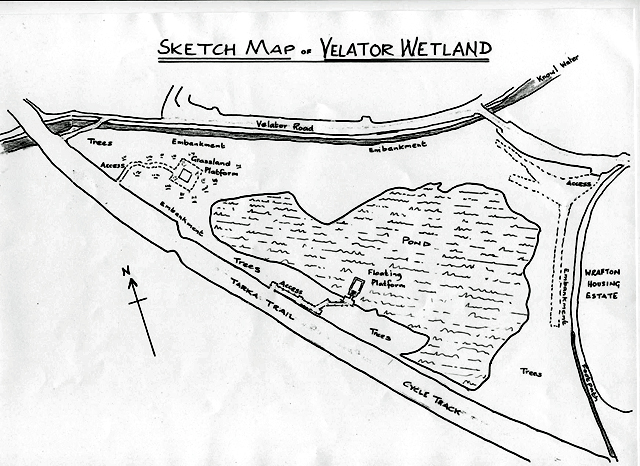 SKETCH MAP OF VELATOR WETLAND
Knowl Water
Velator Road
Embankment
Embankment
Trees
Grassland
Platform
Access
Access
Embankment
POND
Trees
Access
Floating
Platform
TARKA TRAIL
Trees
CYCLE TRACK
Embankment
WRAFTON
HOUSING
ESTATE
Trees
Footpath
N